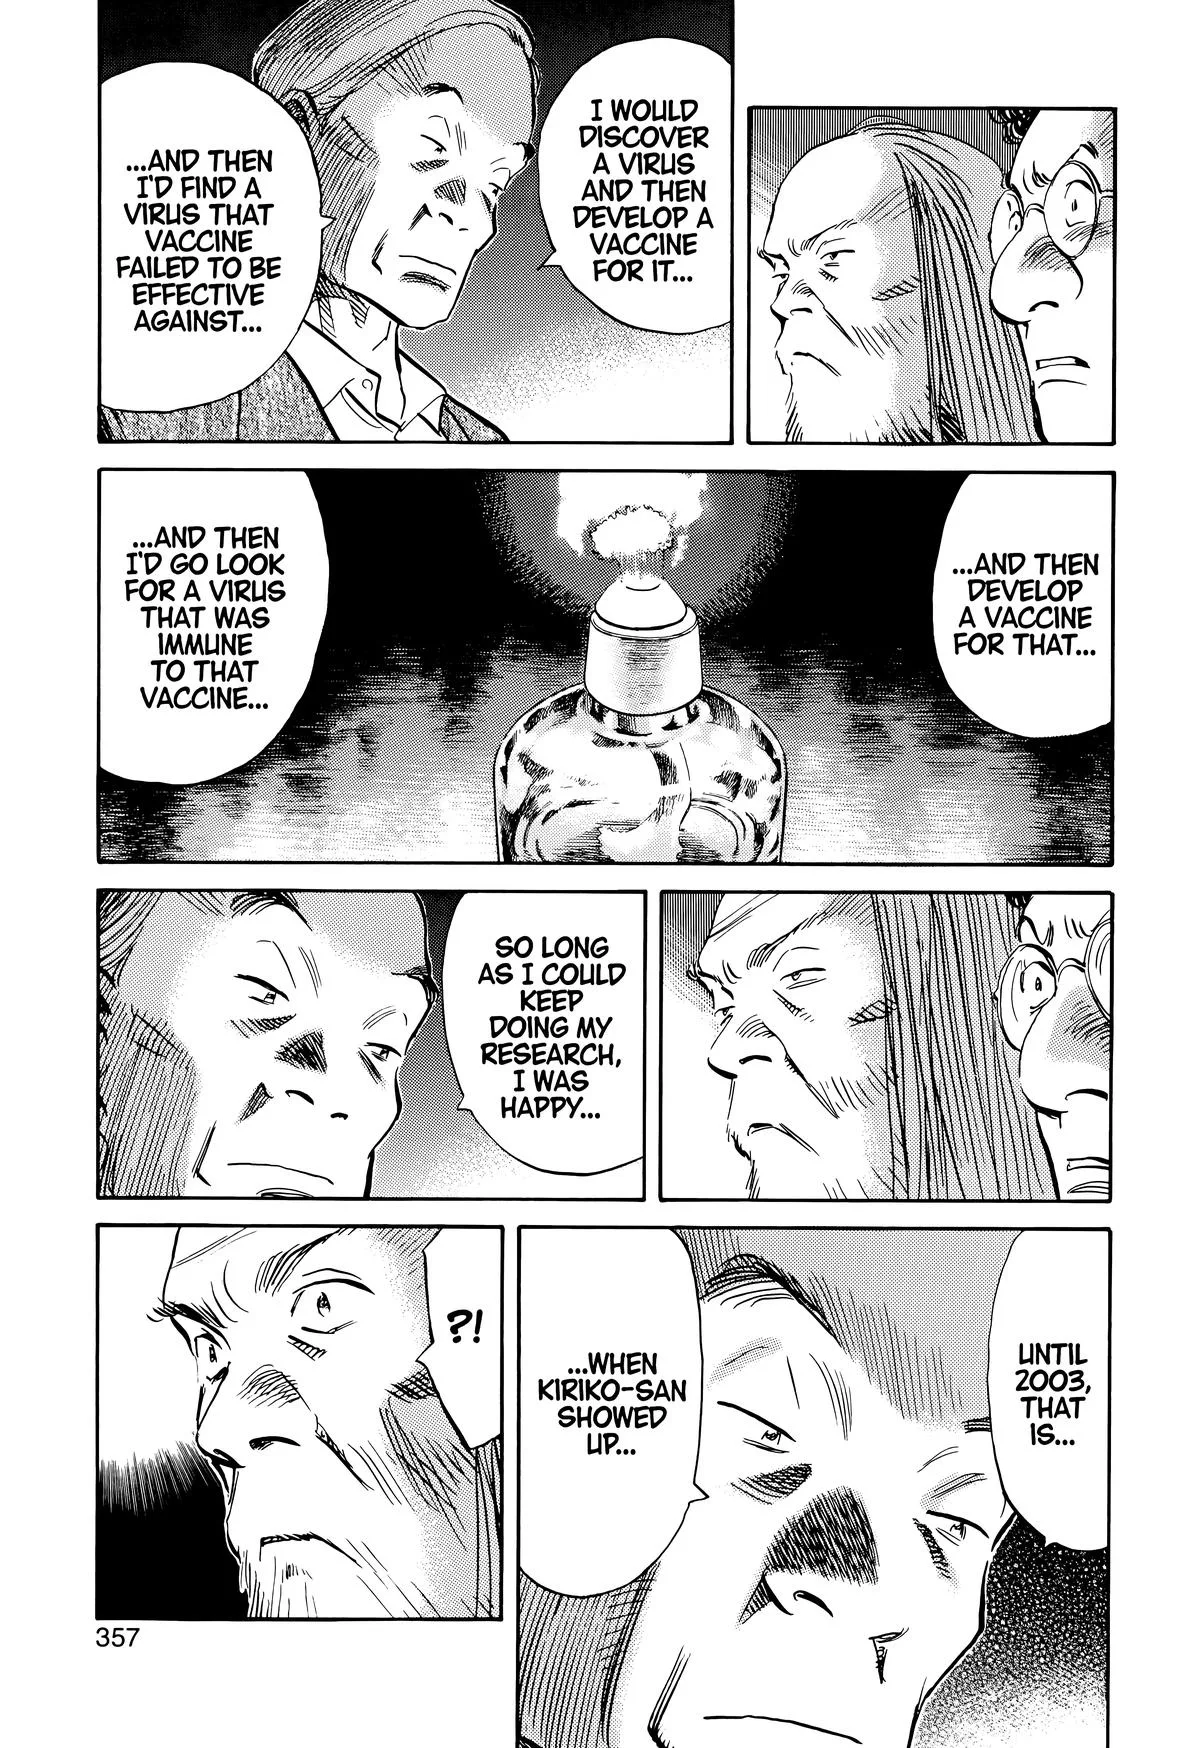 I WOULD
DISCOVER
A VIRUS
AND THEN
DEVELOP A
VACCINE
FOR IT...
...AND THEN
I'D FIND A
VIRUS THAT
VACCINE
FAILED TO BE
EFFECTIVE
AGAINST...
...AND THEN
DEVELOP
A VACCINE
FOR THAT...
...AND THEN
I'D GO LOOK
FOR A VIRUS
THAT WAS
IMMUNE
TO THAT
VACCINE...
SO LONG
AS I COULD
KEEP
DOING MY
RESEARCH,
I WAS
HAPPY...
UNTIL
2003,
THAT
IS...
...WHEN
KIRIKO-SAN
SHOWED
UP...
?!
357